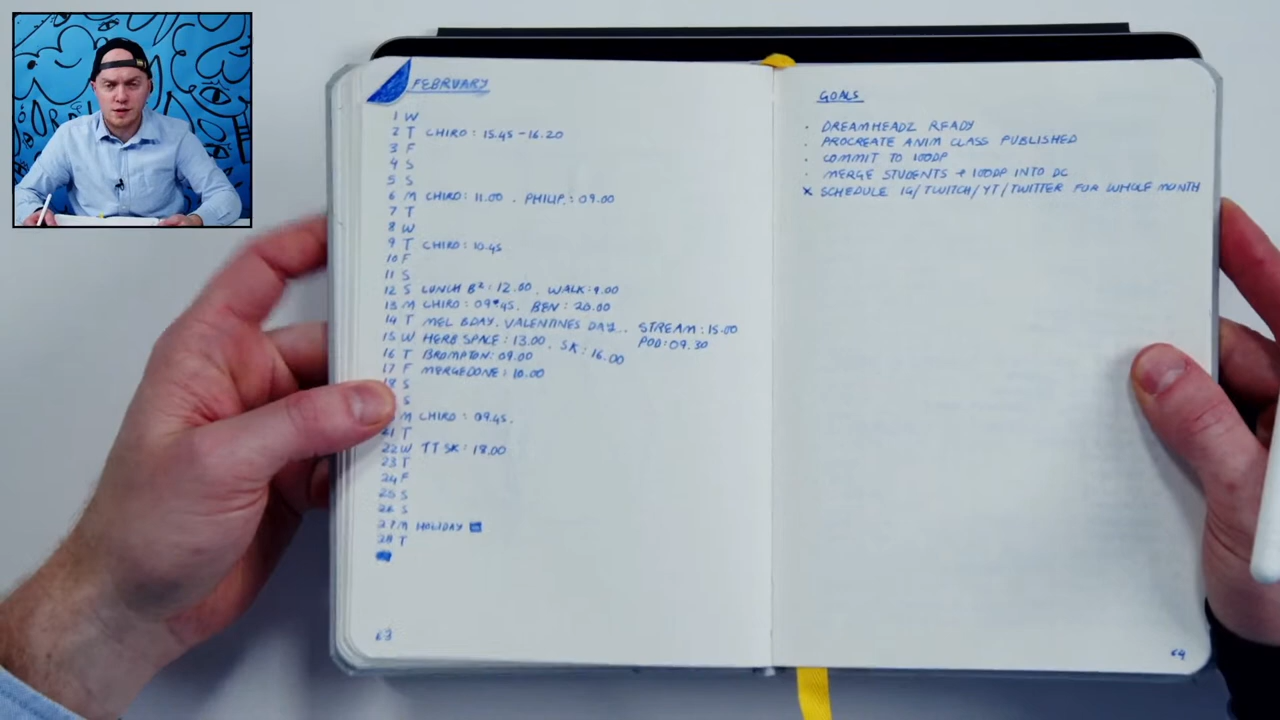 FEBRUARY
1 W
2 T CHIRO: 15.45-16.20
3 F
4 S
5 S
6 M CHIRO: 11.00 . PHILIP.: 09.00
7 T
8 W
9 T CHIRO: 10.45
10 F
11 S
12 S LUNCH B²: 12.00 . WALK: 9.00
13 M CHIRO: 09.45. BEN: 20.00
14 T MEL BDAY. VALENTINES DAY.. STREAM: 15.00
15 W HERB SPACE: 13.00 . SK: 16.00 POD: 09.30
16 T BROMPTON: 09.00
17 F MERGEDONE: 10.00
18 S
S
M CHIRO: 09.45.
21 T
22 W TT SK: 18.00
23 T
24 F
25 S
26 S
27 M HOLIDAY
28 T
63
GOALS
· DREAMHEADZ READY
· PROCREATE ANIM CLASS PUBLISHED
· COMMIT TO 100DP
· MERGE STUDENTS + 100DP INTO DC
× SCHEDULE IG/TWITCH/YT/TWITTER FOR WHOLE MONTH
64